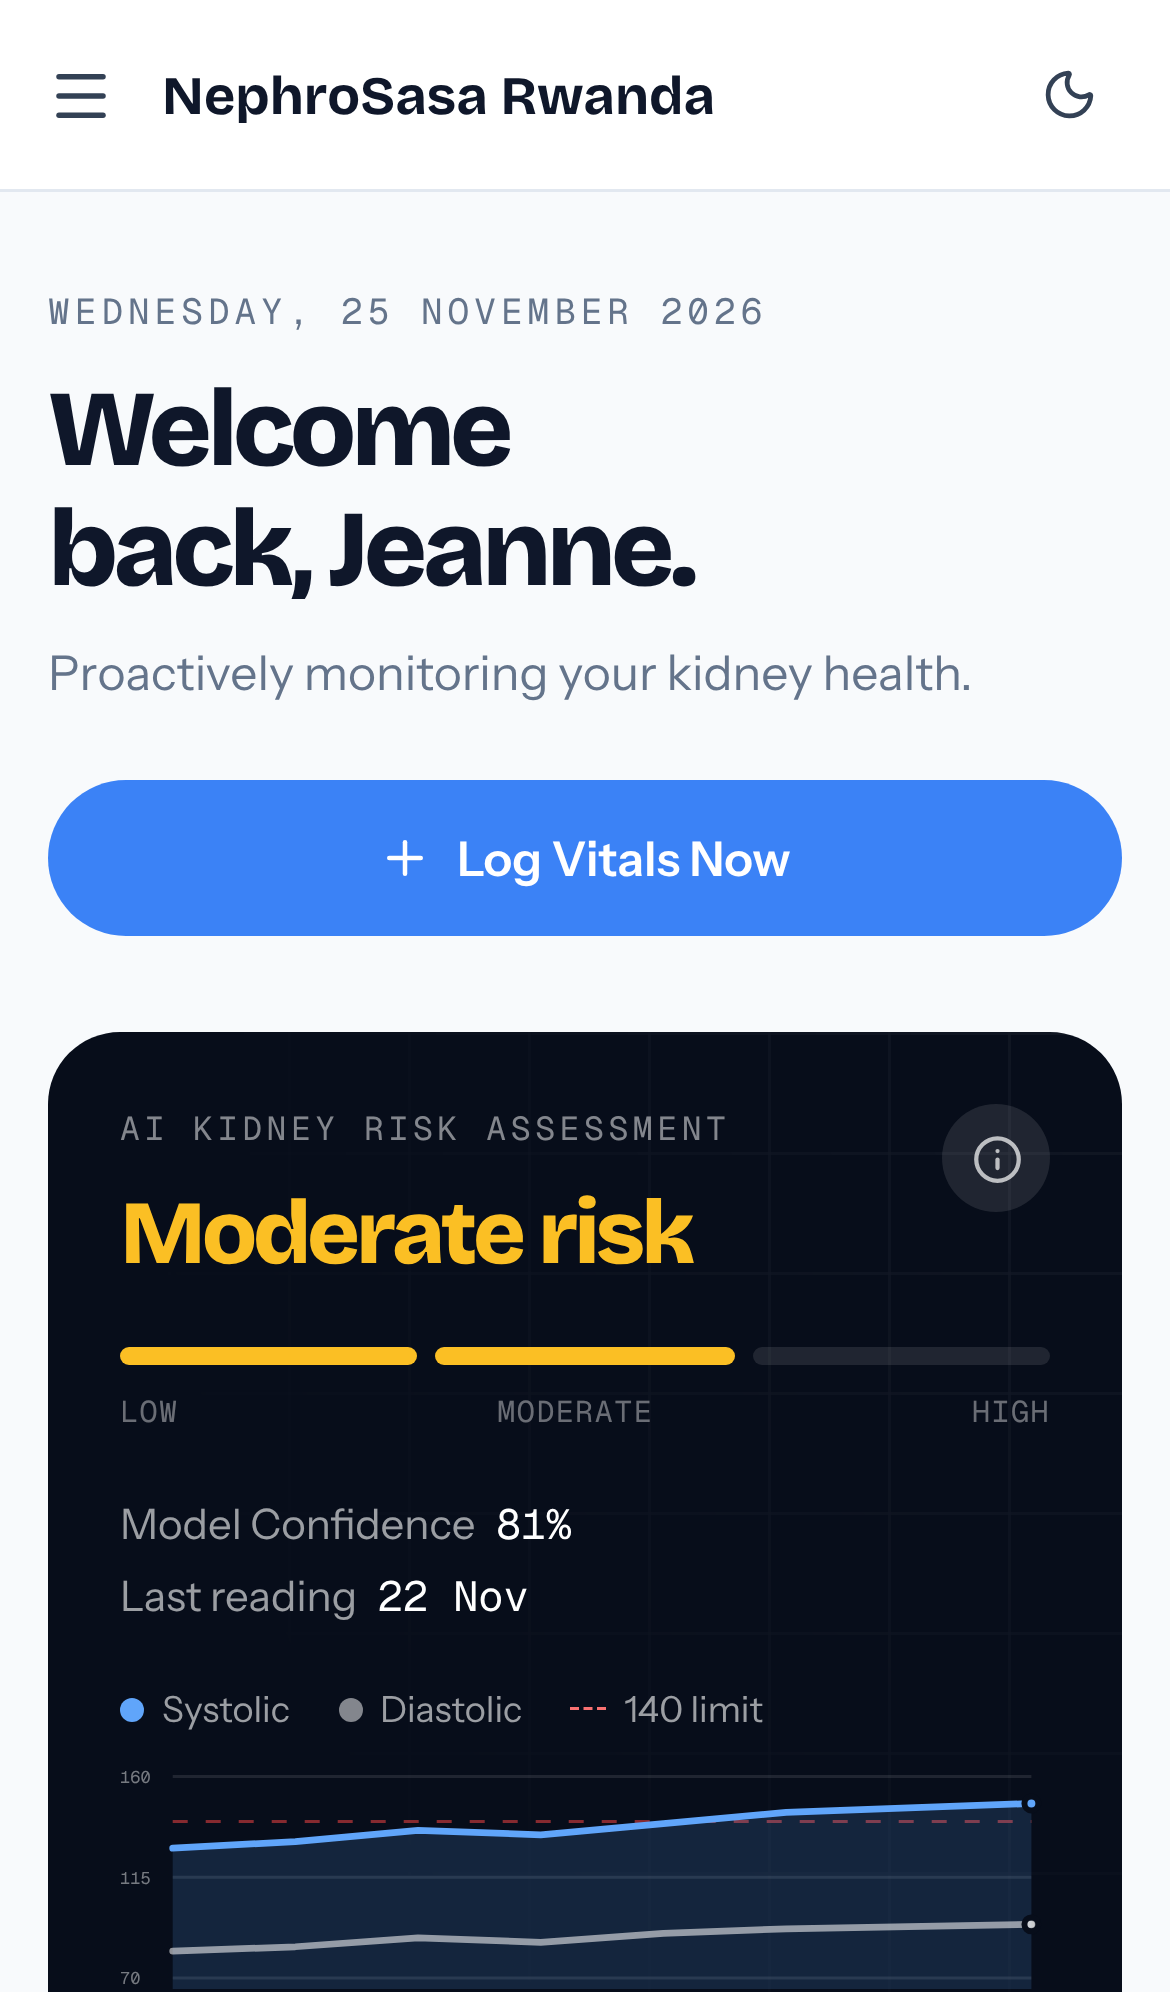 NephroSasa Rwanda
WEDNESDAY, 25 NOVEMBER 2026
Welcome
back, Jeanne.
Proactively monitoring your kidney health.
Log Vitals Now
AI KIDNEY RISK ASSESSMENT
Moderate risk
LOW MODERATE HIGH
Model Confidence 81%
Last reading 22 Nov
Systolic Diastolic 140 limit
160
115
70